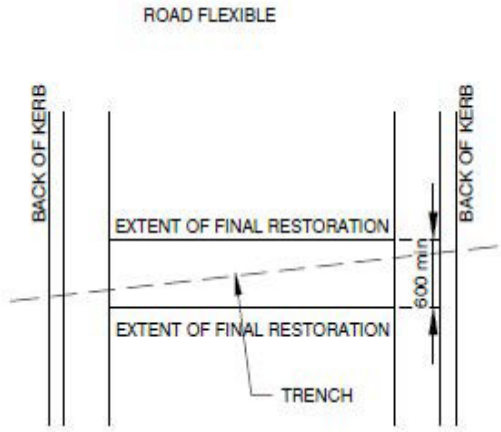 ROAD FLEXIBLE
BACK OF KERB
BACK OF KERB
EXTENT OF FINAL RESTORATION
600 min
EXTENT OF FINAL RESTORATION
TRENCH